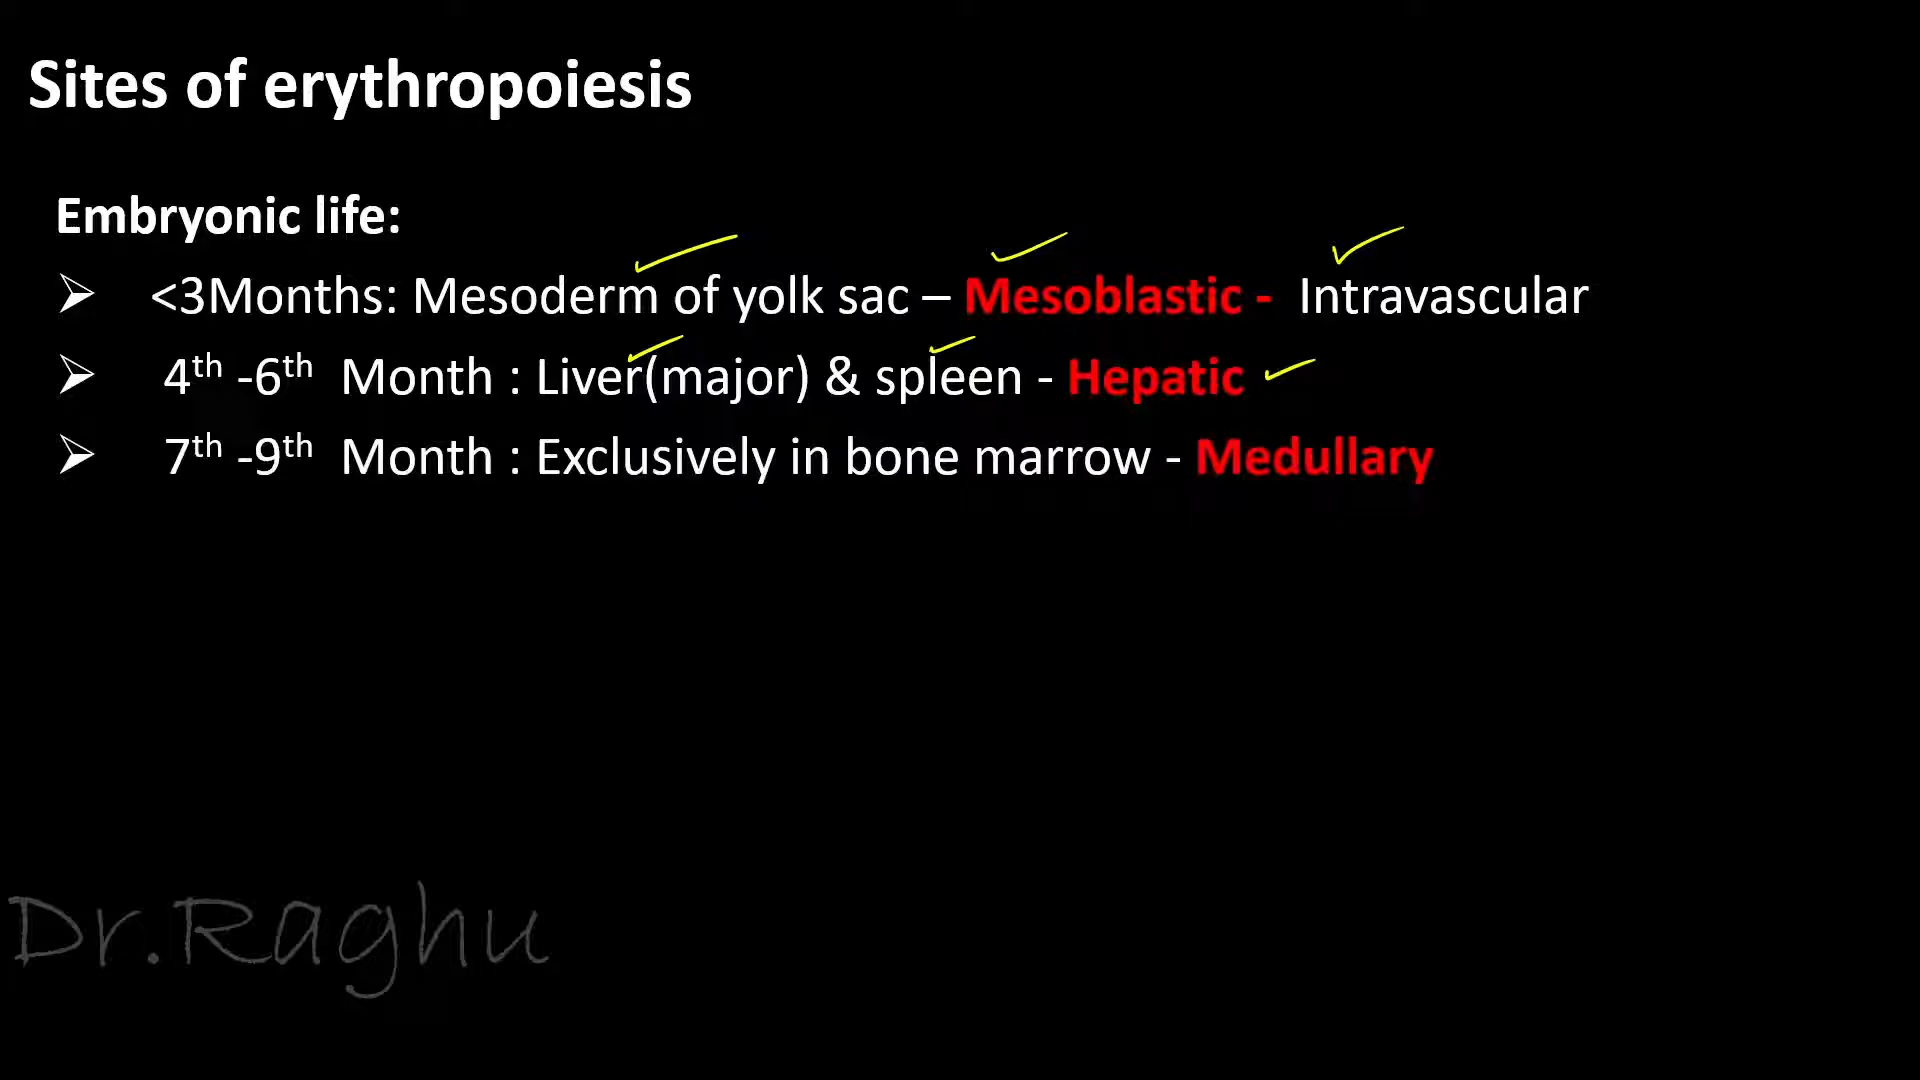 Sites of erythropoiesis
Embryonic life:
➢ <3Months: Mesoderm of yolk sac – Mesoblastic - Intravascular
➢ 4th -6th Month : Liver(major) & spleen - Hepatic
➢ 7th -9th Month : Exclusively in bone marrow - Medullary
Dr.Raghu